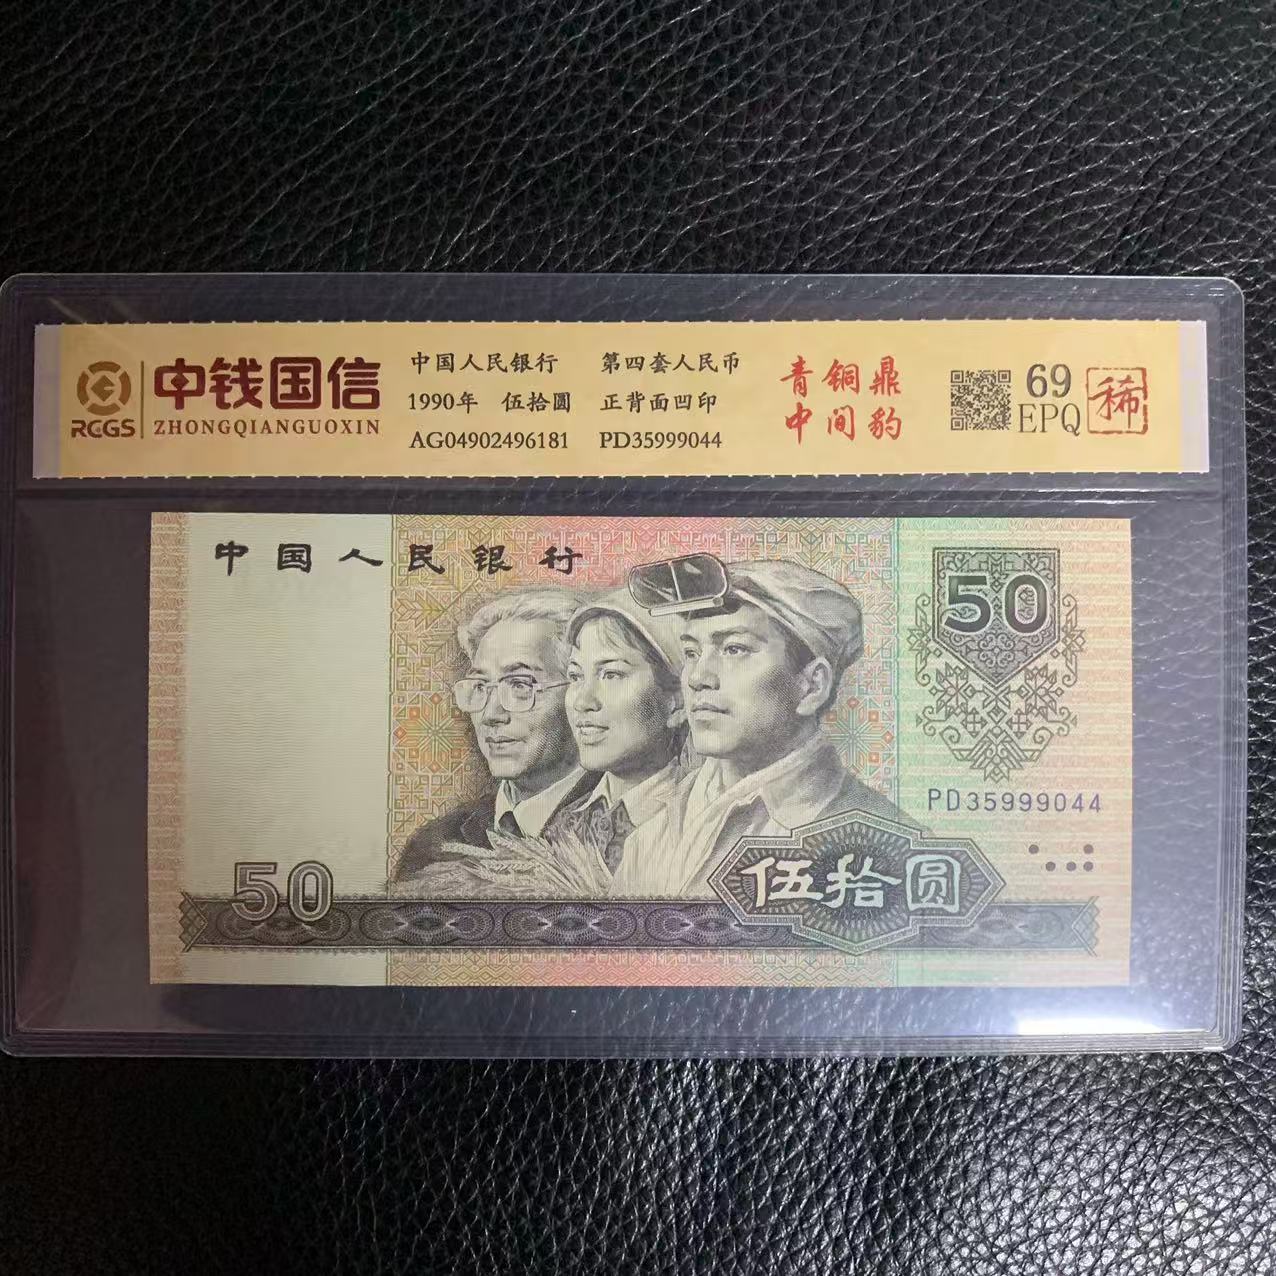 RCGS
中钱国信
ZHONGQIANGUOXIN
中国人民银行 第四套人民币
1990年 伍拾圆 正背面凹印
AG04902496181 PD35999044
青铜鼎
中间豹
69
EPQ
稀
中国人民银行
50
PD35999044
50
伍拾圆